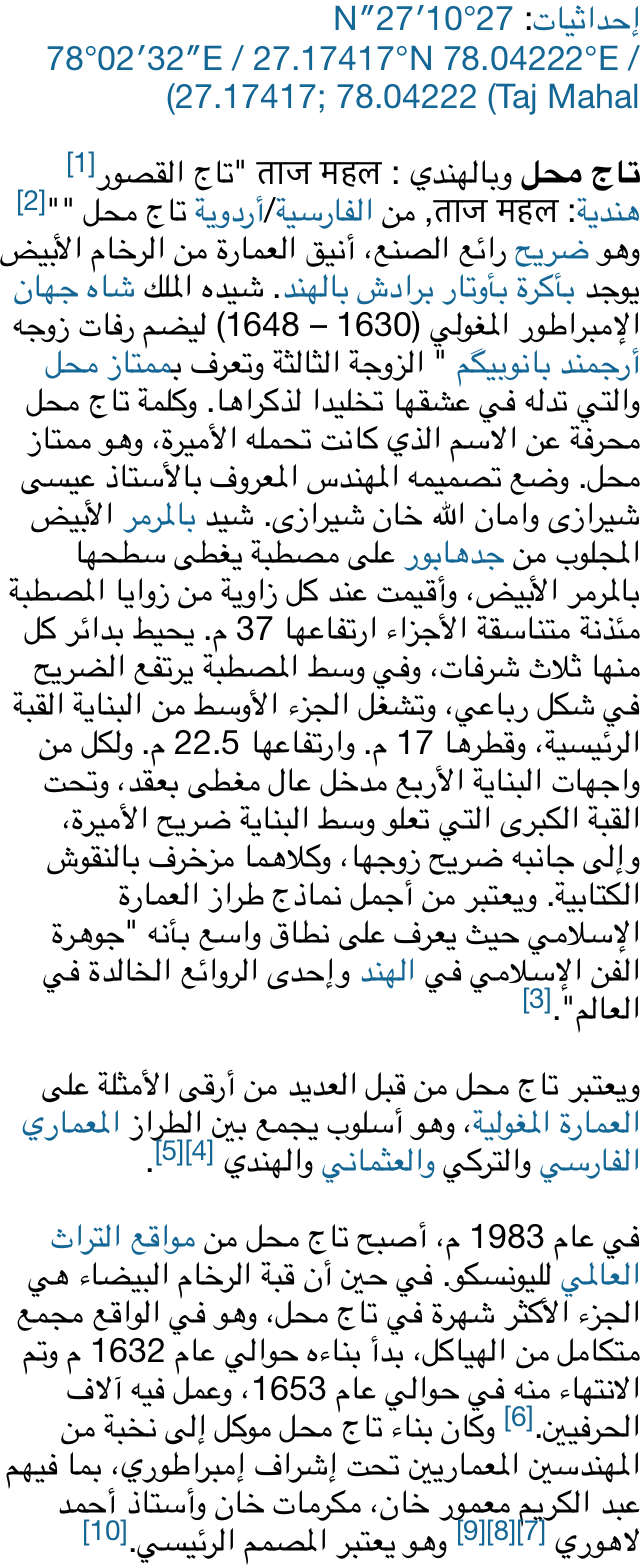 إحداثيات: 27°10′27″N
78°02′32″E / 27.17417°N 78.04222°E /
27.17417; 78.04222 (Taj Mahal)
تاج محل وبالهندي : ताज महल "تاج القصور[1]
هندية: ताज महल, من الفارسية/أردوية تاج محل ""[2]
وهو ضريح رائع الصنع، أنيق العمارة من الرخام الأبيض
يوجد بأكرة بأوتار برادش بالهند. شيده الملك شاه جهان
الإمبراطور المغولي (1630 – 1648) ليضم رفات زوجه
أرجمند بانوبيگم " الزوجة الثالثة وتعرف بممتاز محل
والتي تدله في عشقها تخليدا لذكراها. وكلمة تاج محل
محرفة عن الاسم الذي كانت تحمله الأميرة، وهو ممتاز
محل. وضع تصميمه المهندس المعروف بالأستاذ عيسى
شيرازى وامان الله خان شيرازى. شيد بالمرمر الأبيض
المجلوب من جدهابور على مصطبة يغطى سطحها
بالمرمر الأبيض، وأقيمت عند كل زاوية من زوايا المصطبة
مئذنة متناسقة الأجزاء ارتفاعها 37 م. يحيط بدائر كل
منها ثلاث شرفات، وفي وسط المصطبة يرتفع الضريح
في شكل رباعي، وتشغل الجزء الأوسط من البناية القبة
الرئيسية، وقطرها 17 م. وارتفاعها 22.5 م. ولكل من
واجهات البناية الأربع مدخل عال مغطى بعقد، وتحت
القبة الكبرى التي تعلو وسط البناية ضريح الأميرة،
وإلى جانبه ضريح زوجها، وكلاهما مزخرف بالنقوش
الكتابية. ويعتبر من أجمل نماذج طراز العمارة
الإسلامي حيث يعرف على نطاق واسع بأنه "جوهرة
الفن الإسلامي في الهند وإحدى الروائع الخالدة في
العالم".[3]
ويعتبر تاج محل من قبل العديد من أرقى الأمثلة على
العمارة المغولية، وهو أسلوب يجمع بين الطراز المعماري
الفارسي والتركي والعثماني والهندي [4][5].
في عام 1983 م، أصبح تاج محل من مواقع التراث
العالمي لليونسكو. في حين أن قبة الرخام البيضاء هي
الجزء الأكثر شهرة في تاج محل، وهو في الواقع مجمع
متكامل من الهياكل، بدأ بناءه حوالي عام 1632 م وتم
الانتهاء منه في حوالي عام 1653، وعمل فيه آلاف
الحرفيين.[6] وكان بناء تاج محل موكل إلى نخبة من
المهندسين المعماريين تحت إشراف إمبراطوري، بما فيهم
عبد الكريم معمور خان، مكرمات خان وأستاذ أحمد
لاهوري [7][8][9] وهو يعتبر المصمم الرئيسي.[10]